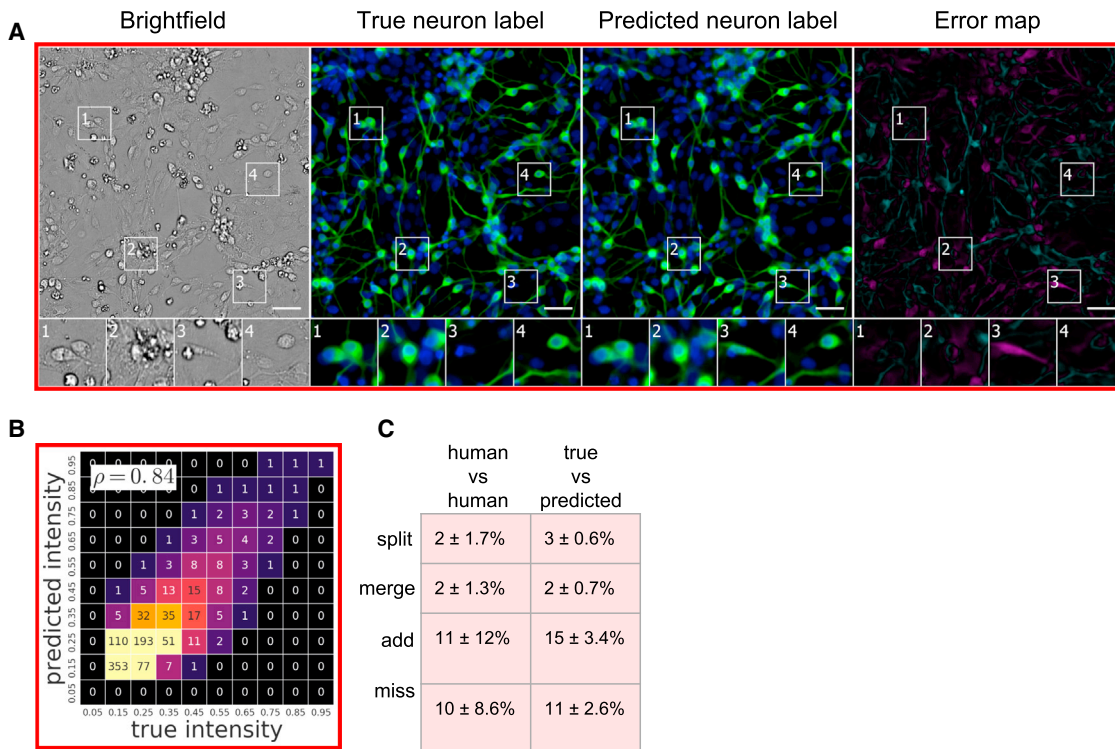 Brightfield True neuron label Predicted neuron label Error map
A
1 1 1 1
4 4 4 4
2 2 2 2
3 3 3 3
1 2 3 4 1 2 3 4 1 2 3 4 1 2 3 4
B
predicted intensity
ρ = 0.84
0.95 0 0 0 0 0 0 0 1 1 1
0.85 0 0 0 0 0 1 1 1 1 0
0.75 0 0 0 0 1 2 3 2 1 0
0.65 0 0 0 1 3 5 4 2 0 0
0.55 0 0 1 3 8 8 3 1 0 0
0.45 0 1 5 13 15 8 2 0 0 0
0.35 0 5 32 35 17 5 1 0 0 0
0.25 0 110 193 51 11 2 0 0 0 0
0.15 0 353 77 7 1 0 0 0 0 0
0.05 0 0 0 0 0 0 0 0 0 0
0.05 0.15 0.25 0.35 0.45 0.55 0.65 0.75 0.85 0.95
true intensity
C
human vs human
true vs predicted
split 2 ± 1.7% 3 ± 0.6%
merge 2 ± 1.3% 2 ± 0.7%
add 11 ± 12% 15 ± 3.4%
miss 10 ± 8.6% 11 ± 2.6%